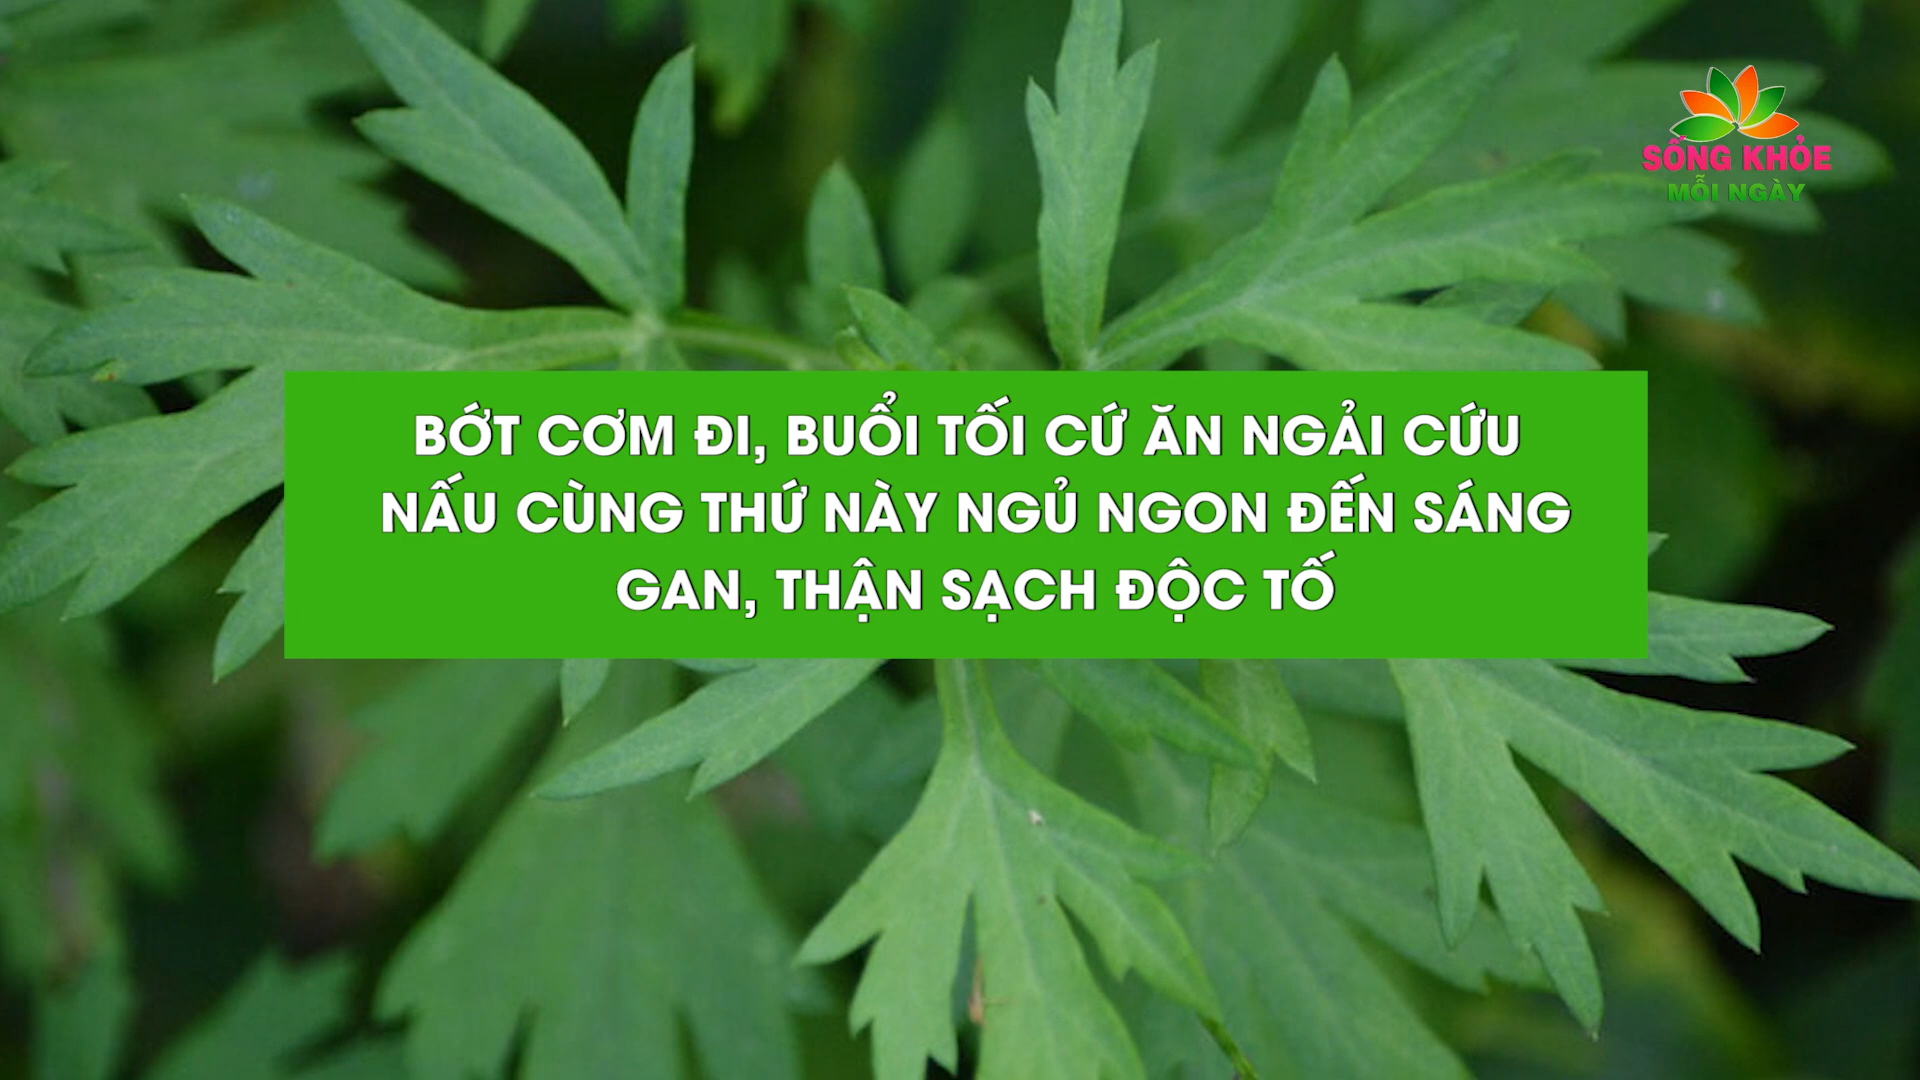 SỐNG KHỎE
MỖI NGÀY
BỚT CƠM ĐI, BUỔI TỐI CỨ ĂN NGẢI CỨU
NẤU CÙNG THỨ NÀY NGỦ NGON ĐẾN SÁNG
GAN, THẬN SẠCH ĐỘC TỐ